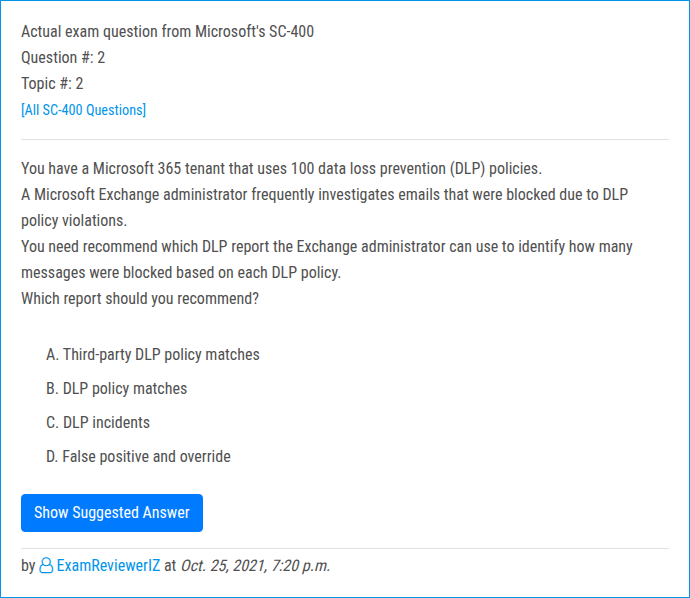 Actual exam question from Microsoft's SC-400
Question #: 2
Topic #: 2
[All SC-400 Questions]
You have a Microsoft 365 tenant that uses 100 data loss prevention (DLP) policies.
A Microsoft Exchange administrator frequently investigates emails that were blocked due to DLP
policy violations.
You need recommend which DLP report the Exchange administrator can use to identify how many
messages were blocked based on each DLP policy.
Which report should you recommend?
A. Third-party DLP policy matches
B. DLP policy matches
C. DLP incidents
D. False positive and override
Show Suggested Answer
by ExamReviewerIZ at Oct. 25, 2021, 7:20 p.m.